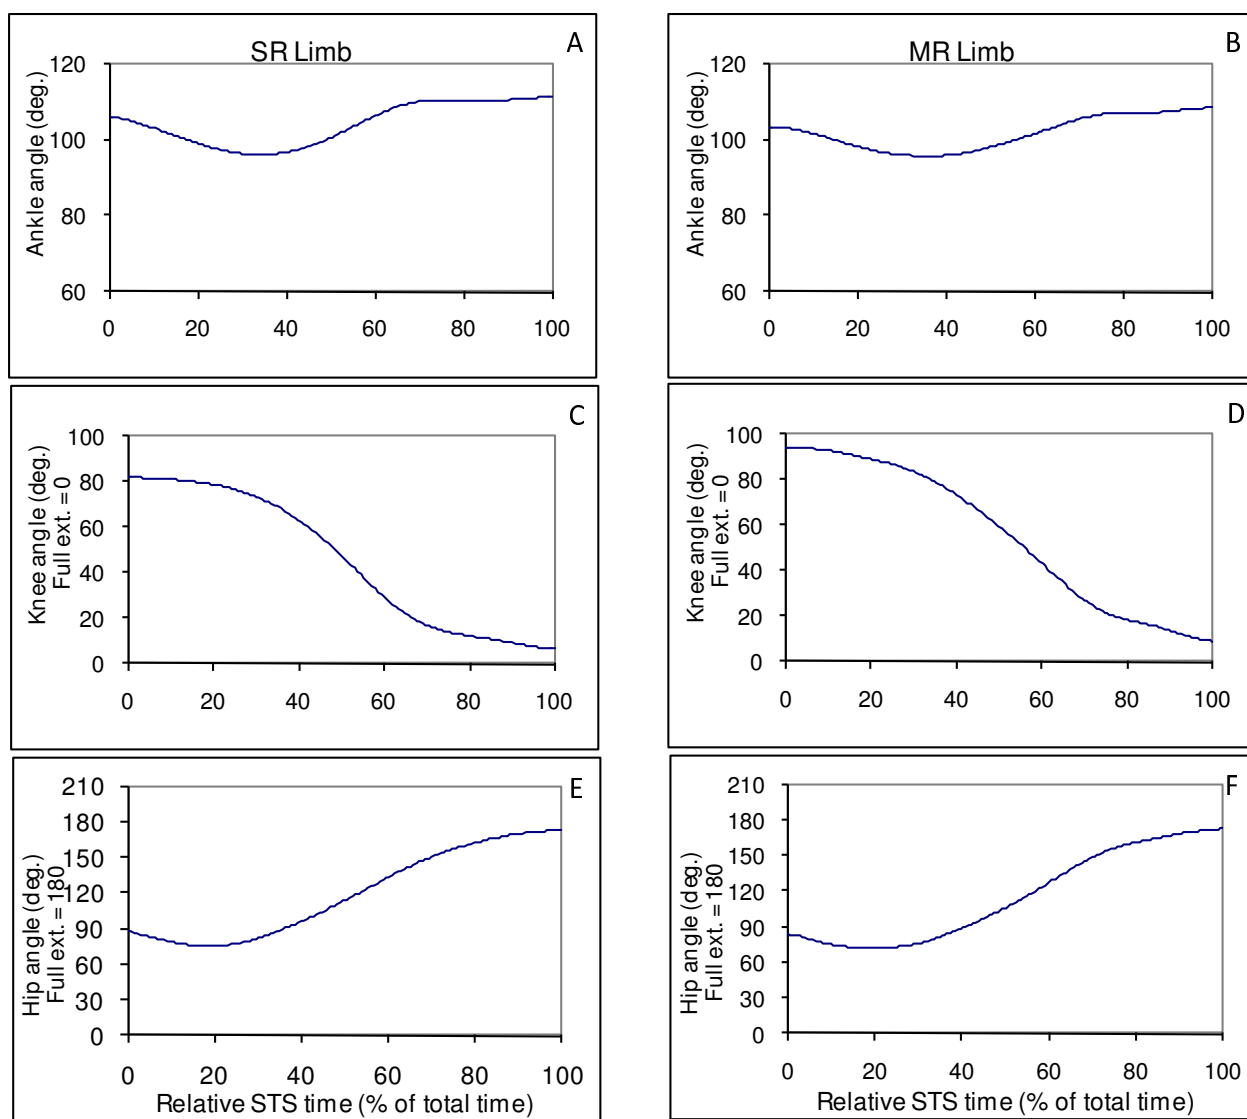 SR Limb
A
Ankle angle (deg.)
120
100
80
60
0 20 40 60 80 100
MR Limb
B
Ankle angle (deg.)
120
100
80
60
0 20 40 60 80 100
C
Knee angle (deg.)
Full ext. = 0
100
80
60
40
20
0
0 20 40 60 80 100
D
Knee angle (deg.)
Full ext. = 0
100
80
60
40
20
0
0 20 40 60 80 100
E
Hip angle (deg.)
Full ext. = 180
210
180
150
120
90
60
30
0
0 20 40 60 80 100
Relative STS time (% of total time)
F
Hip angle (deg.)
Full ext. = 180
210
180
150
120
90
60
30
0
0 20 40 60 80 100
Relative STS time (% of total time)